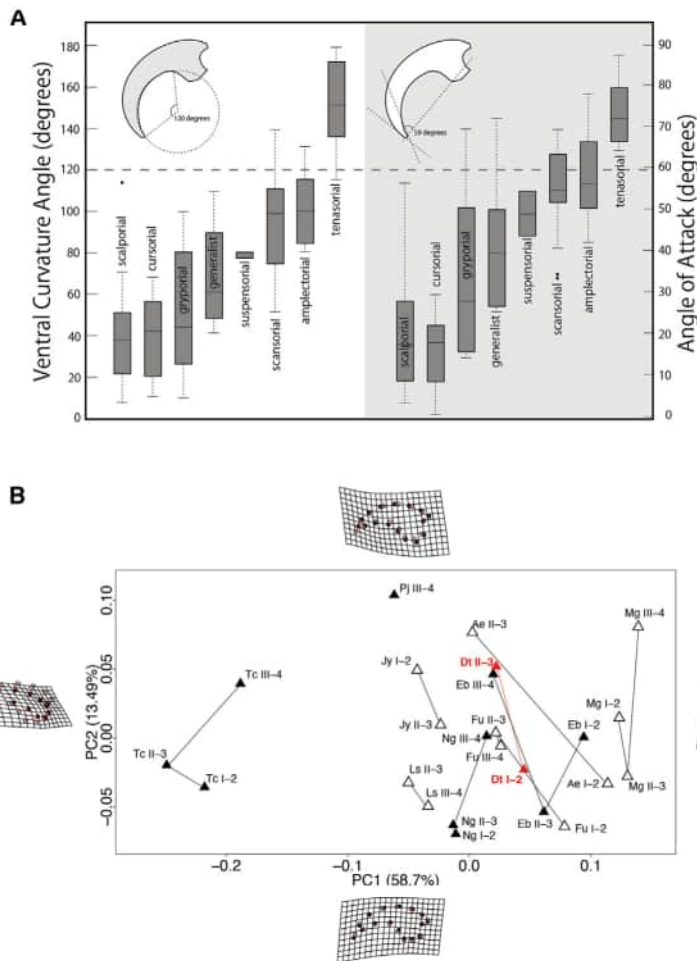 A
Ventral Curvature Angle (degrees)
180
160
140
120
100
80
60
40
20
0
130 degrees
59 degrees
scalporial
cursorial
gryporial
generalist
suspensorial
scansorial
amplectorial
tenasorial
scalporial
cursorial
gryporial
generalist
suspensorial
scansorial
amplectorial
tenasorial
90
80
70
60
50
40
30
20
10
0
Angle of Attack (degrees)
B
PC2 (13.49%)
0.10
0.05
0.00
−0.05
Pj III–4
Mg III–4
Ae II–3
Tc III–4
Jy I–2
Dt II–3
Eb III–4
Mg I–2
Jy II–3
Fu II–3
Eb I–2
Ng III–4
Tc II–3
Fu III–4
Ls II–3
Dt I–2
Tc I–2
Ae I–2
Mg II–3
Ls III–4
Ng II–3
Eb II–3
Fu I–2
Ng I–2
−0.2
−0.1
0.0
0.1
PC1 (58.7%)